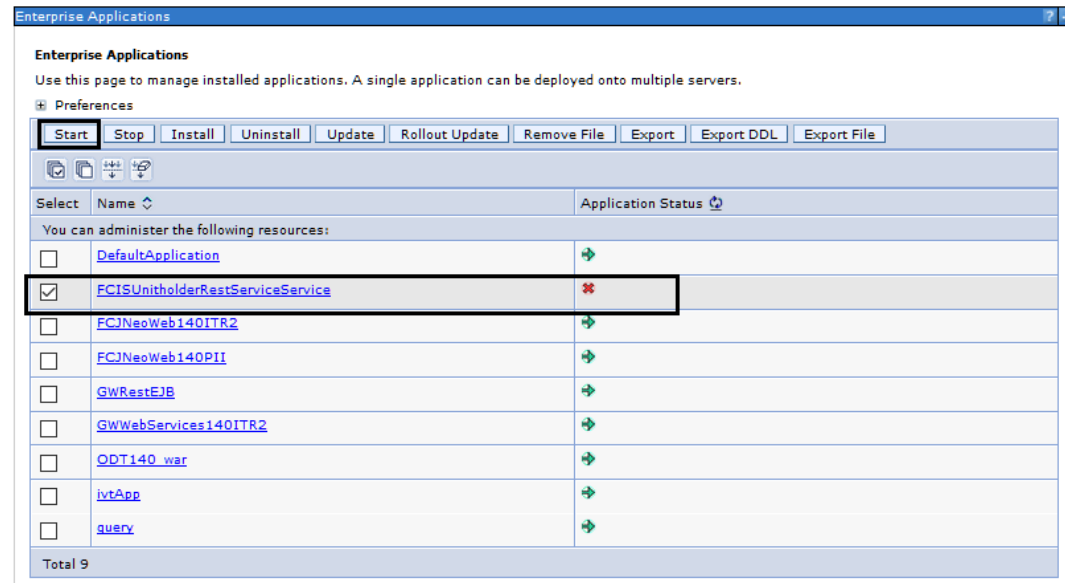 Enterprise Applications ?
Enterprise Applications
Use this page to manage installed applications. A single application can be deployed onto multiple servers.
Preferences
Start Stop Install Uninstall Update Rollout Update Remove File Export Export DDL Export File
Select Name Application Status
You can administer the following resources:
DefaultApplication
FCISUnitholderRestServiceService
FCJNeoWeb140ITR2
FCJNeoWeb140PII
GWRestEJB
GWWebServices140ITR2
ODT140_war
ivtApp
query
Total 9